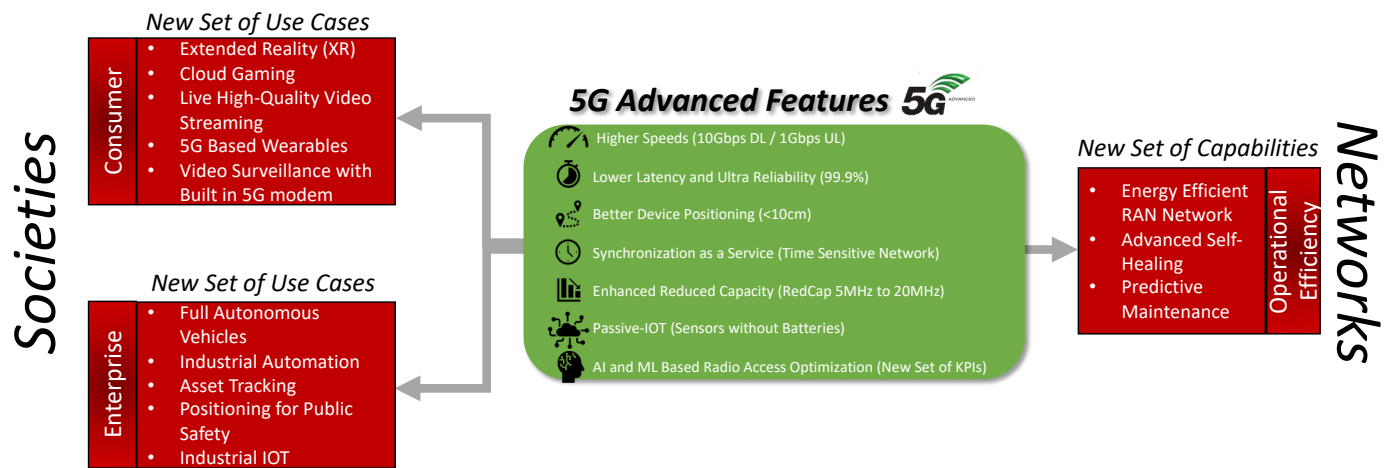 Societies
New Set of Use Cases
Consumer
• Extended Reality (XR)
• Cloud Gaming
• Live High-Quality Video
Streaming
• 5G Based Wearables
• Video Surveillance with
Built in 5G modem
New Set of Use Cases
Enterprise
• Full Autonomous
Vehicles
• Industrial Automation
• Asset Tracking
• Positioning for Public
Safety
• Industrial IOT
5G Advanced Features
5G ADVANCED
Higher Speeds (10Gbps DL / 1Gbps UL)
Lower Latency and Ultra Reliability (99.9%)
Better Device Positioning (<10cm)
Synchronization as a Service (Time Sensitive Network)
Enhanced Reduced Capacity (RedCap 5MHz to 20MHz)
Passive-IOT (Sensors without Batteries)
AI and ML Based Radio Access Optimization (New Set of KPIs)
New Set of Capabilities
• Energy Efficient
RAN Network
• Advanced Self-
Healing
• Predictive
Maintenance
Operational
Efficiency
Networks